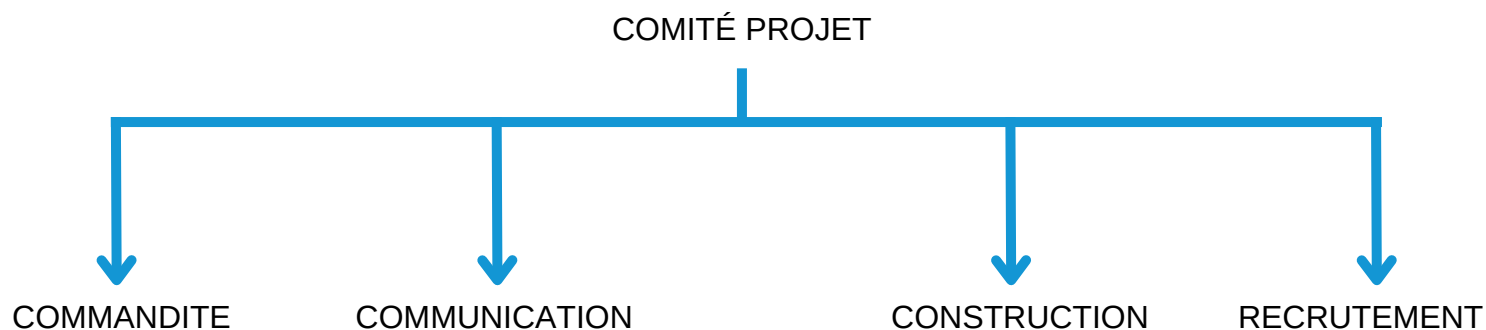 COMITÉ PROJET
COMMANDITE
COMMUNICATION
CONSTRUCTION
RECRUTEMENT